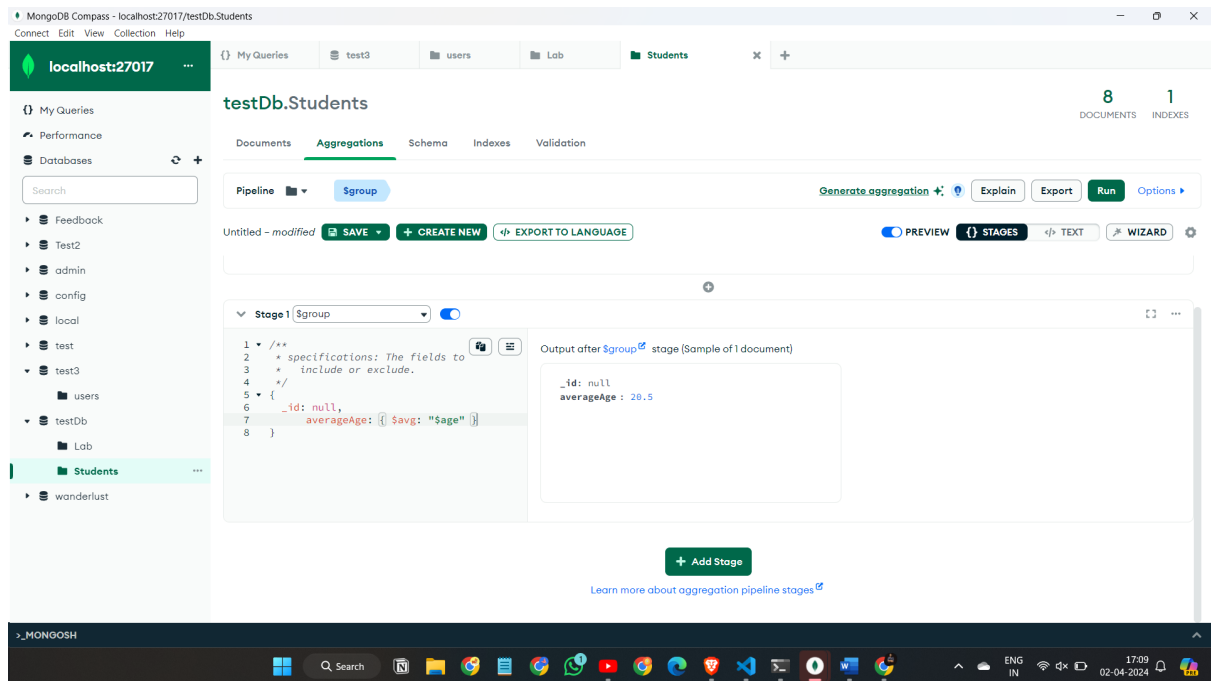 MongoDB Compass - localhost:27017/testDb.Students
Connect Edit View Collection Help
localhost:27017 ...
{} My Queries
test3
users
Lab
Students
{} My Queries
Performance
Databases
Search
Feedback
Test2
admin
config
local
test
test3
users
testDb
Lab
Students ...
wanderlust
testDb.Students
8
DOCUMENTS
1
INDEXES
Documents Aggregations Schema Indexes Validation
Pipeline $group Generate aggregation Explain Export Run Options
Untitled – modified SAVE + CREATE NEW </> EXPORT TO LANGUAGE PREVIEW {} STAGES </> TEXT WIZARD
Stage 1 $group
1 /**
2 * specifications: The fields to
3 * include or exclude.
4 */
5 {
6 _id: null,
7 averageAge: { $avg: "$age" }
8 }
Output after $group stage (Sample of 1 document)
_id: null
averageAge : 20.5
+ Add Stage
Learn more about aggregation pipeline stages
>_MONGOSH
Search
1
ENG
IN
17:09
02-04-2024
PRE